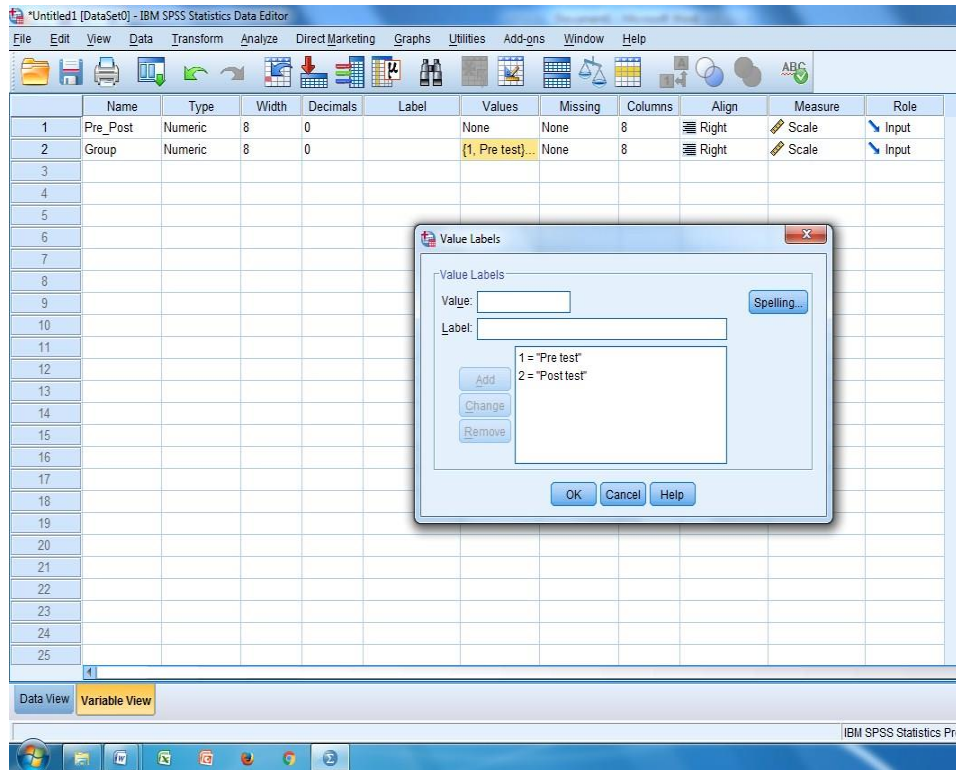 *Untitled1 [DataSet0] - IBM SPSS Statistics Data Editor
File Edit View Data Transform Analyze Direct Marketing Graphs Utilities Add-ons Window Help
Name Type Width Decimals Label Values Missing Columns Align Measure Role
1 Pre_Post Numeric 8 0 None None 8 Right Scale Input
2 Group Numeric 8 0 {1, Pre test}... None 8 Right Scale Input
3
4
5
6
7
8
9
10
11
12
13
14
15
16
17
18
19
20
21
22
23
24
25
Value Labels
Value Labels
Value:
Spelling...
Label:
1 = "Pre test"
2 = "Post test"
Add
Change
Remove
OK Cancel Help
Data View Variable View
IBM SPSS Statistics Pr